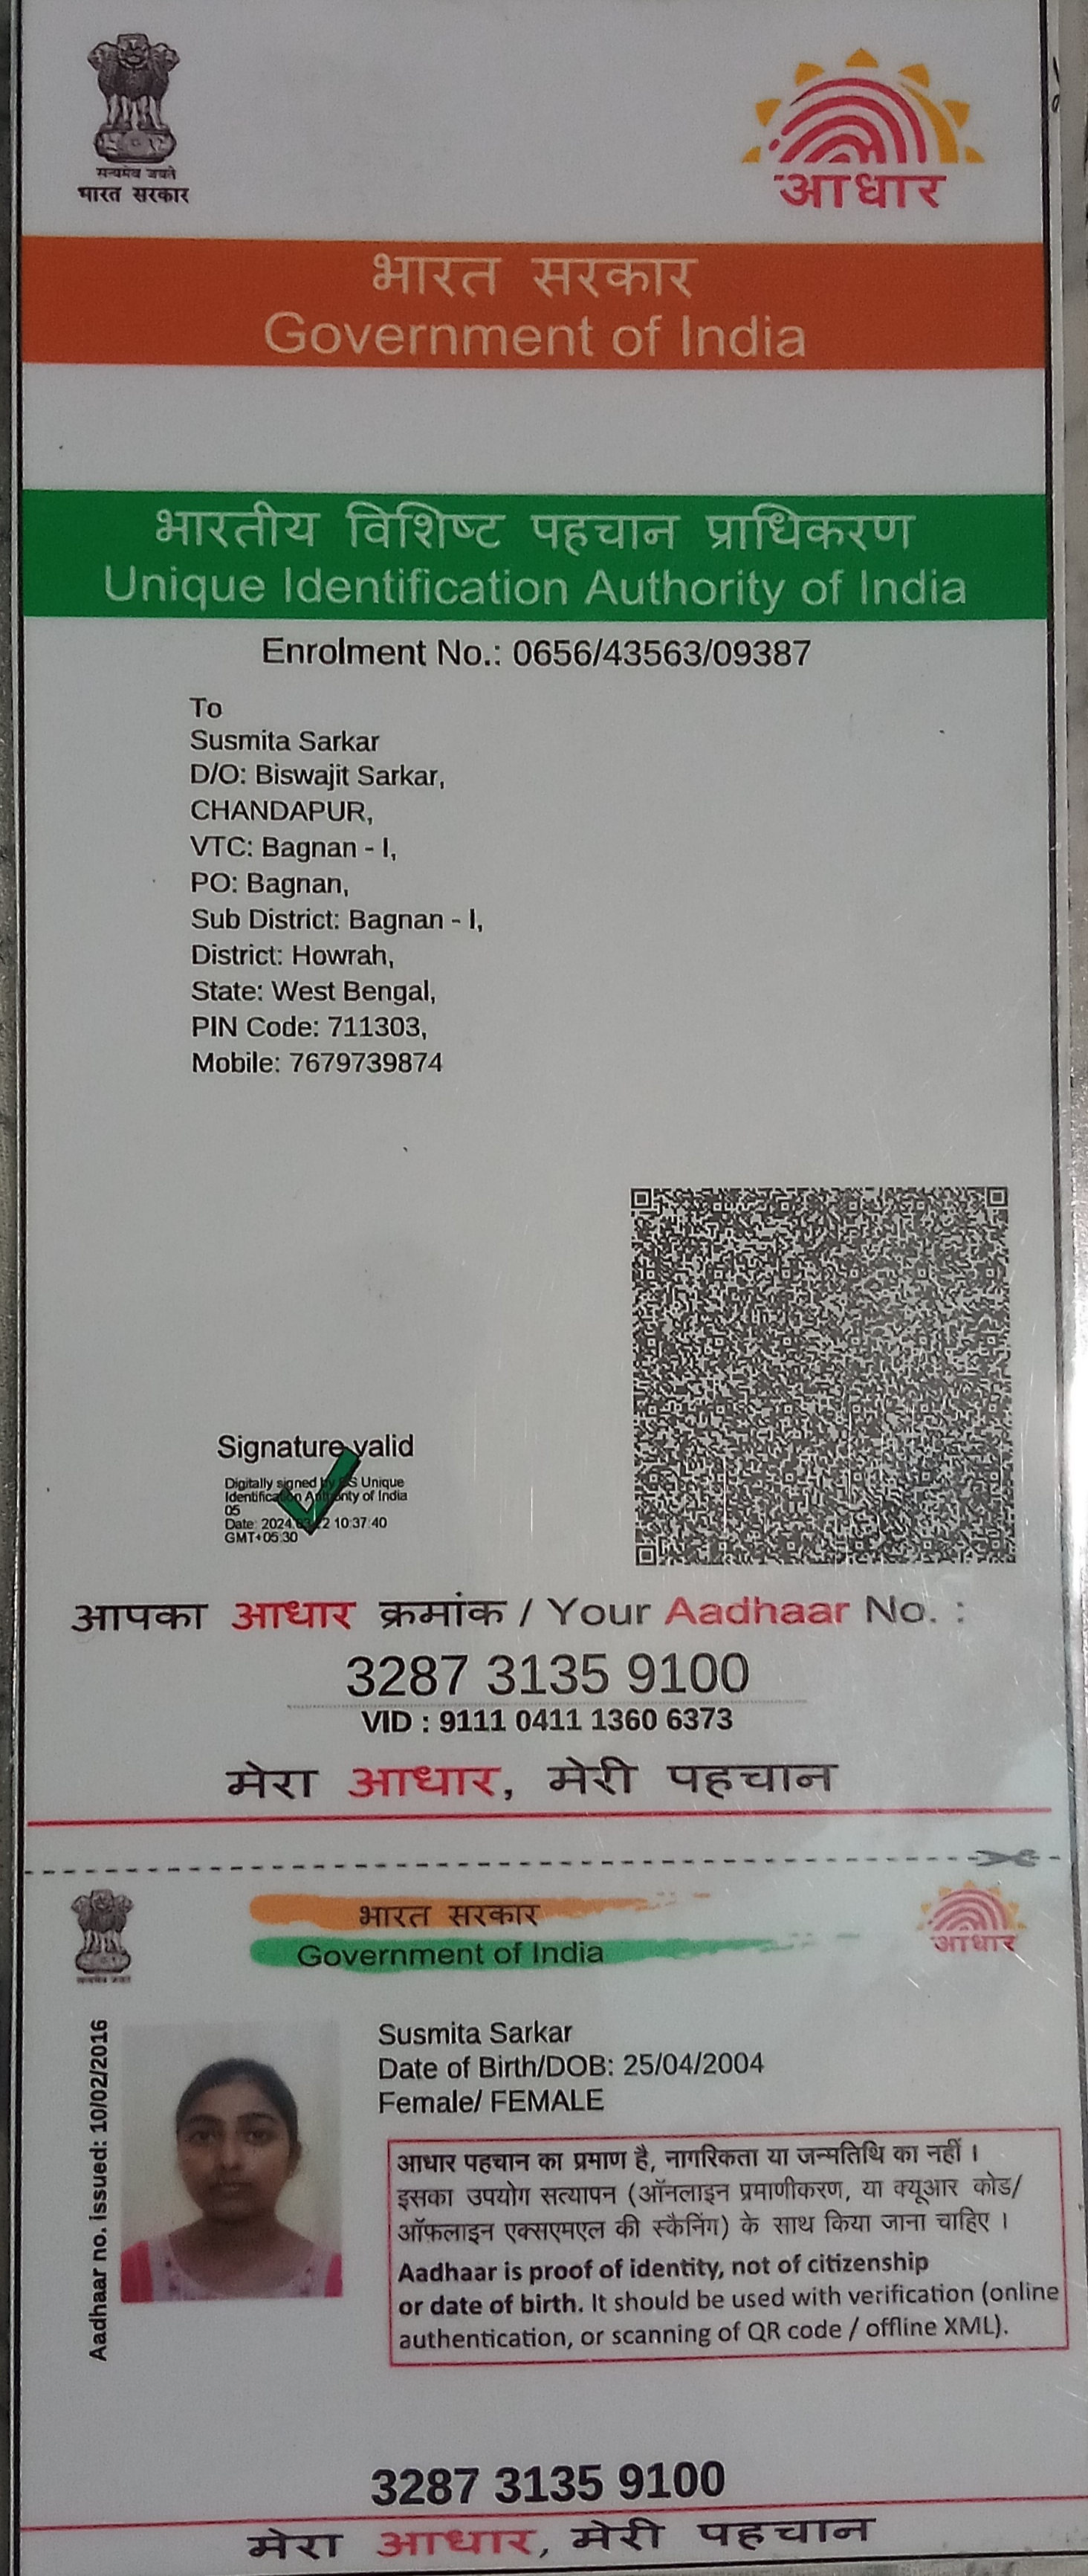 सत्यमेव जयते
भारत सरकार
आधार
भारत सरकार
Government of India
भारतीय विशिष्ट पहचान प्राधिकरण
Unique Identification Authority of India
Enrolment No.: 0656/43563/09387
To
Susmita Sarkar
D/O: Biswajit Sarkar,
CHANDAPUR,
VTC: Bagnan - I,
PO: Bagnan,
Sub District: Bagnan - I,
District: Howrah,
State: West Bengal,
PIN Code: 711303,
Mobile: 7679739874
Signature valid
Digitally signed by DS Unique
Identification Authority of India
05
Date: 2024 10:37:40
GMT+05:30
आपका आधार क्रमांक / Your Aadhaar No. :
3287 3135 9100
VID : 9111 0411 1360 6373
मेरा आधार, मेरी पहचान
भारत सरकार
Government of India
आधार
Aadhaar no. issued: 10/02/2016
Susmita Sarkar
Date of Birth/DOB: 25/04/2004
Female/ FEMALE
आधार पहचान का प्रमाण है, नागरिकता या जन्मतिथि का नहीं ।
इसका उपयोग सत्यापन (ऑनलाइन प्रमाणीकरण, या क्यूआर कोड/
ऑफ़लाइन एक्सएमएल की स्कैनिंग) के साथ किया जाना चाहिए ।
Aadhaar is proof of identity, not of citizenship
or date of birth. It should be used with verification (online
authentication, or scanning of QR code / offline XML).
3287 3135 9100
मेरा आधार, मेरी पहचान